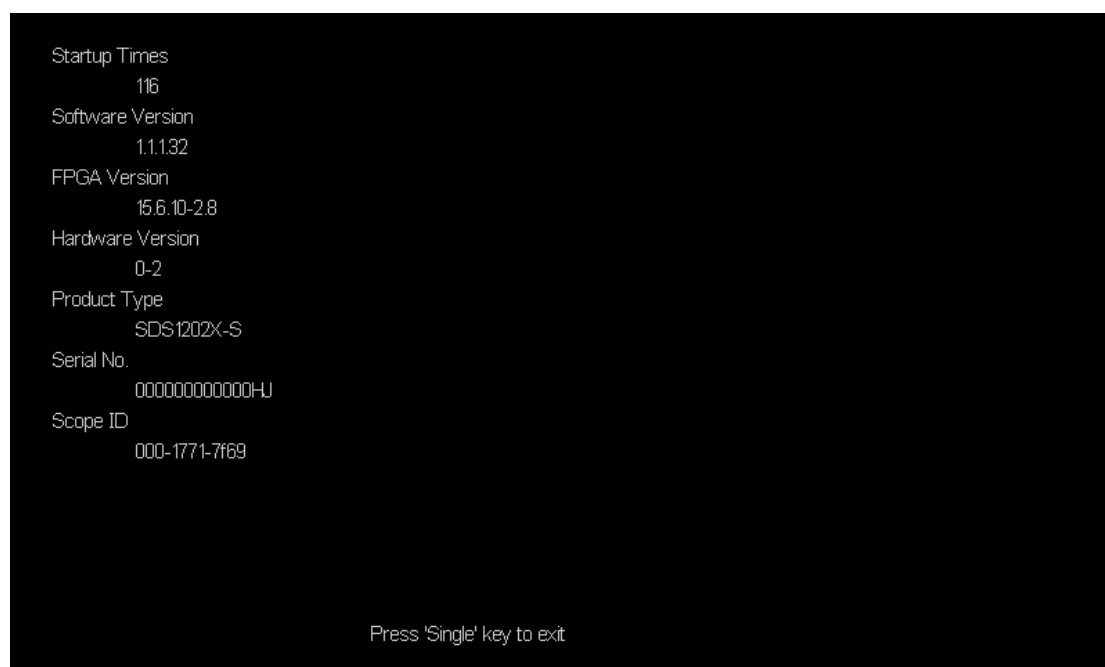 Startup Times
116
Software Version
1.1.1.32
FPGA Version
15.6.10-2.8
Hardware Version
0-2
Product Type
SDS1202X-S
Serial No.
000000000000HJ
Scope ID
000-1771-7f69
Press 'Single' key to exit